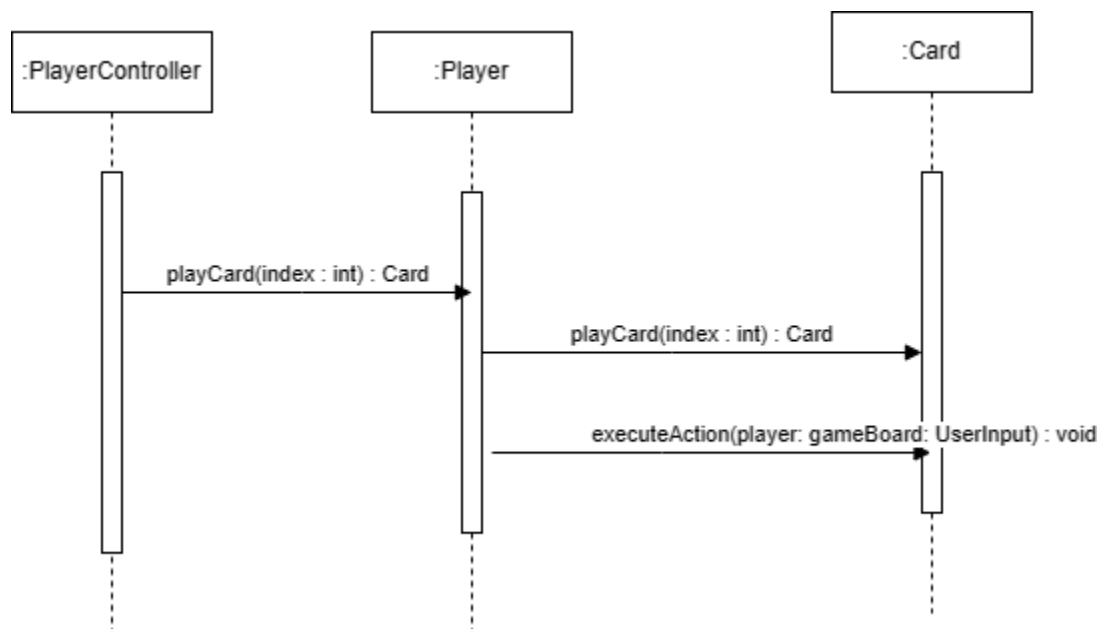 :PlayerController
:Player
:Card
playCard(index : int) : Card
playCard(index : int) : Card
executeAction(player: gameBoard: UserInput) : void